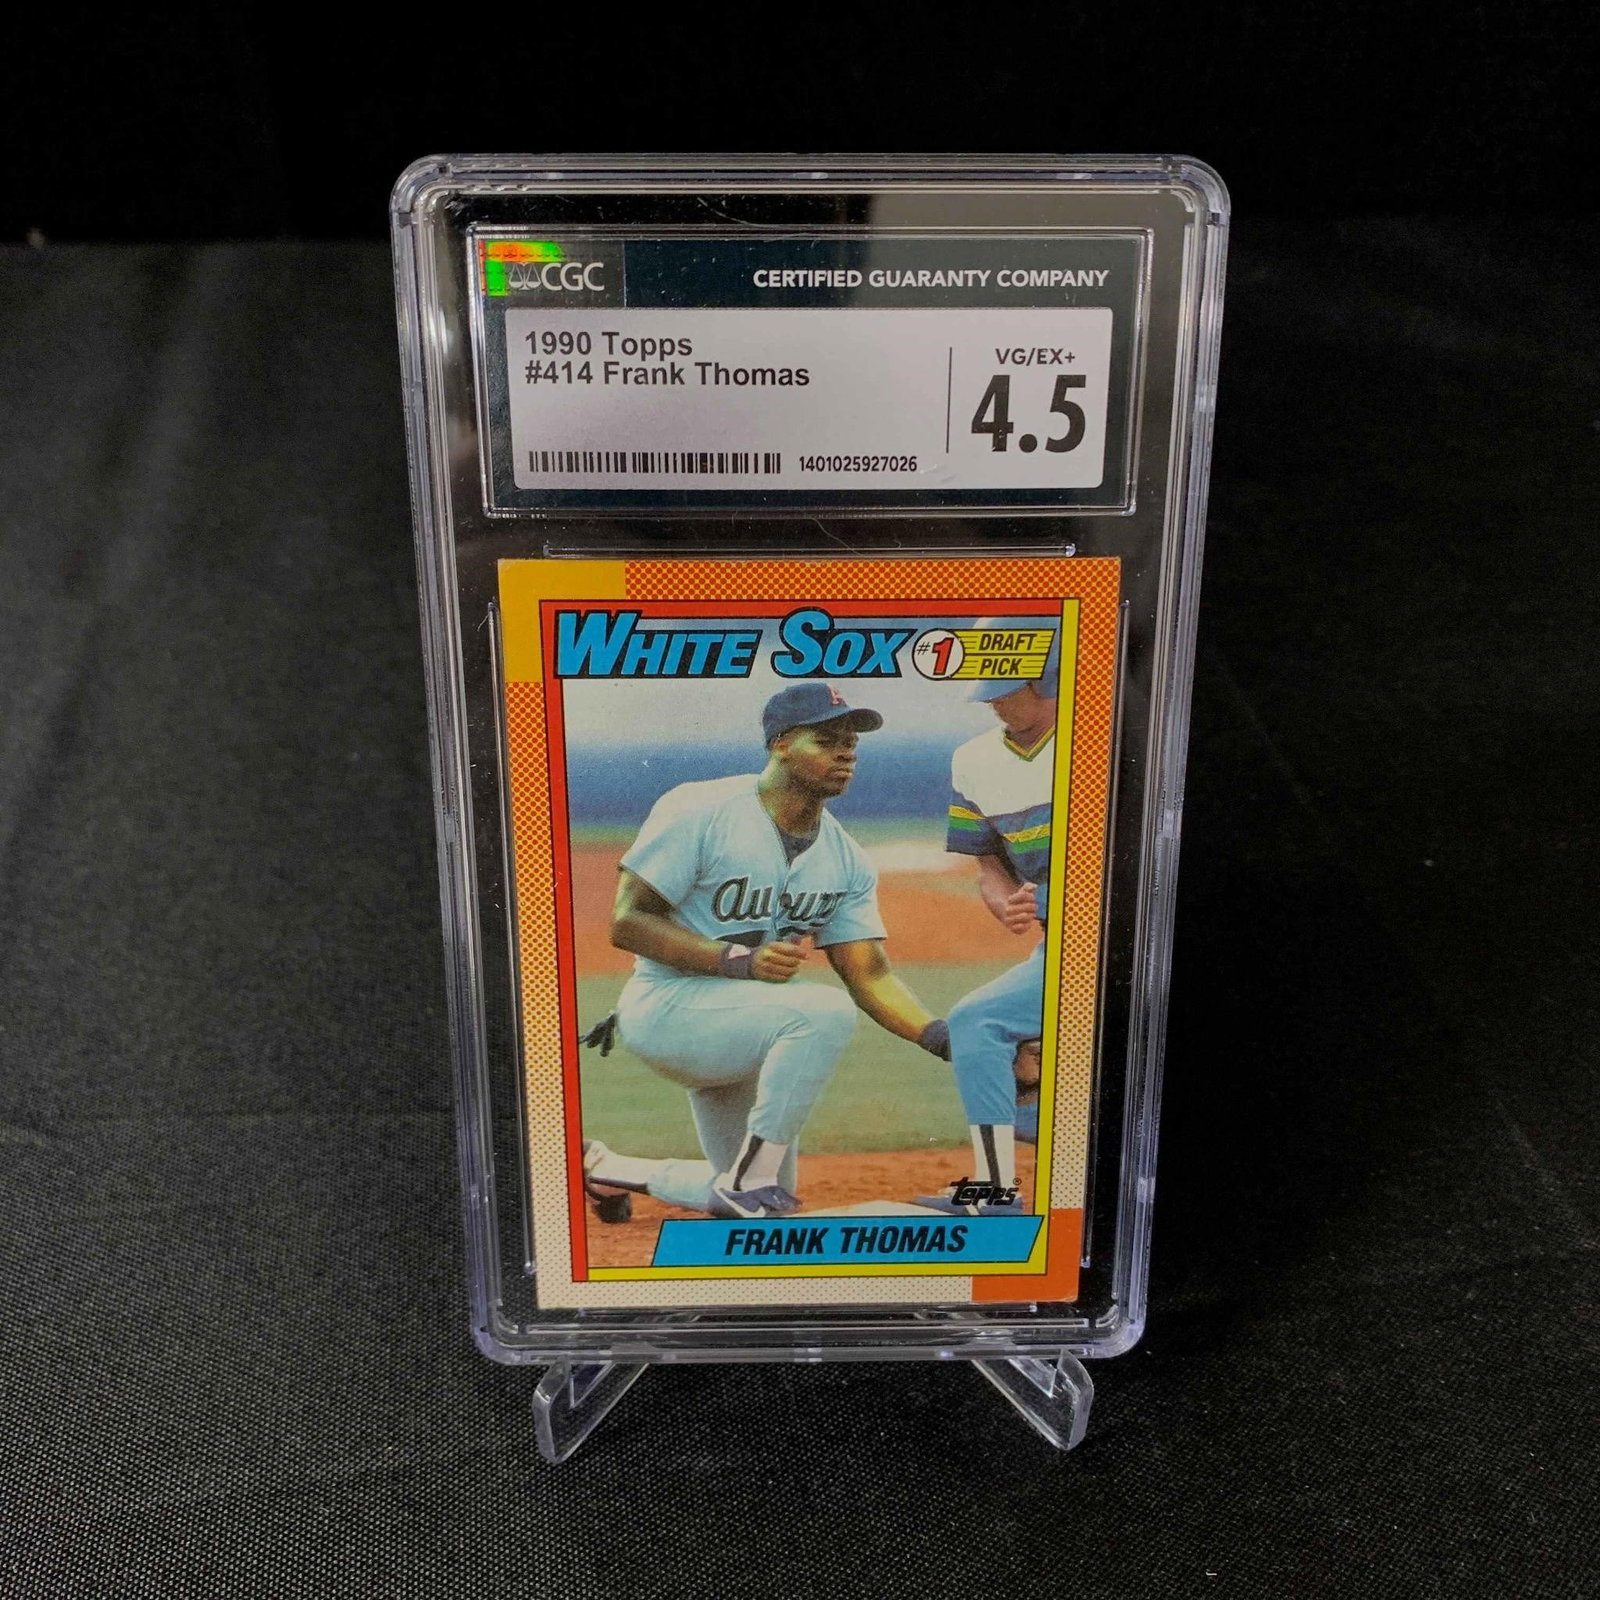 CGC
CERTIFIED GUARANTY COMPANY
1990 Topps
#414 Frank Thomas
VG/EX+
4.5
1401025927026
WHITE SOX #1 DRAFT
PICK
A
Auburn
topps®
FRANK THOMAS